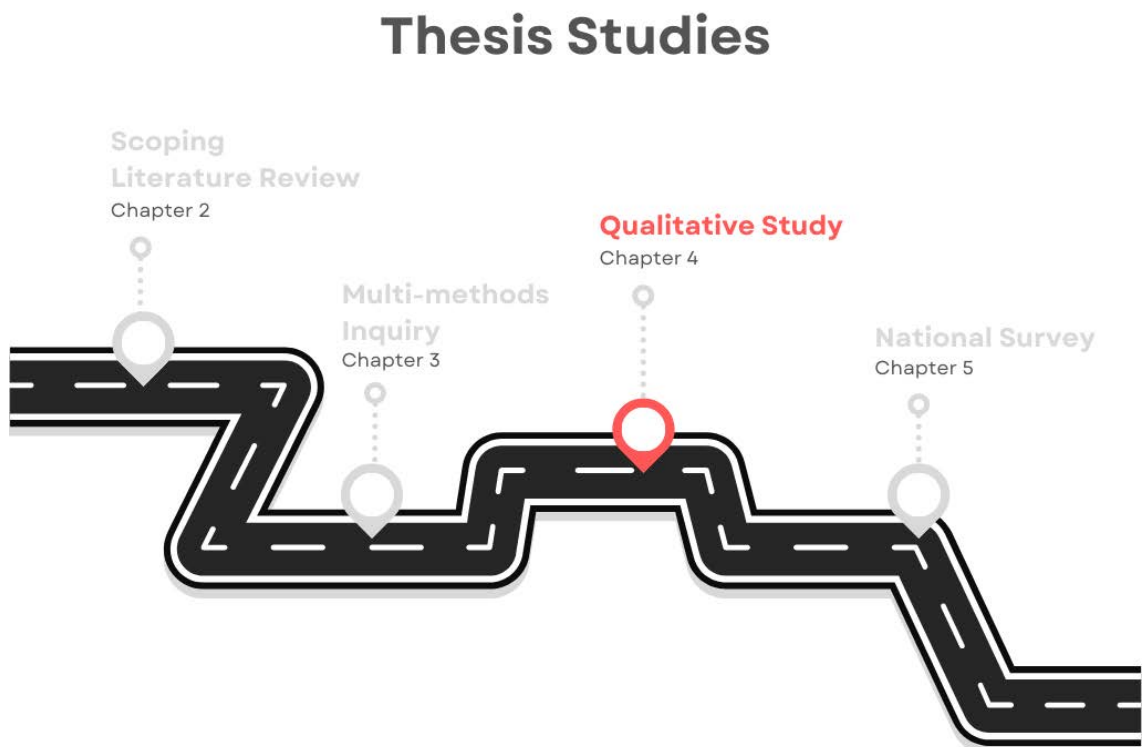 Thesis Studies
Scoping
Literature Review
Chapter 2
Multi-methods
Inquiry
Chapter 3
Qualitative Study
Chapter 4
National Survey
Chapter 5